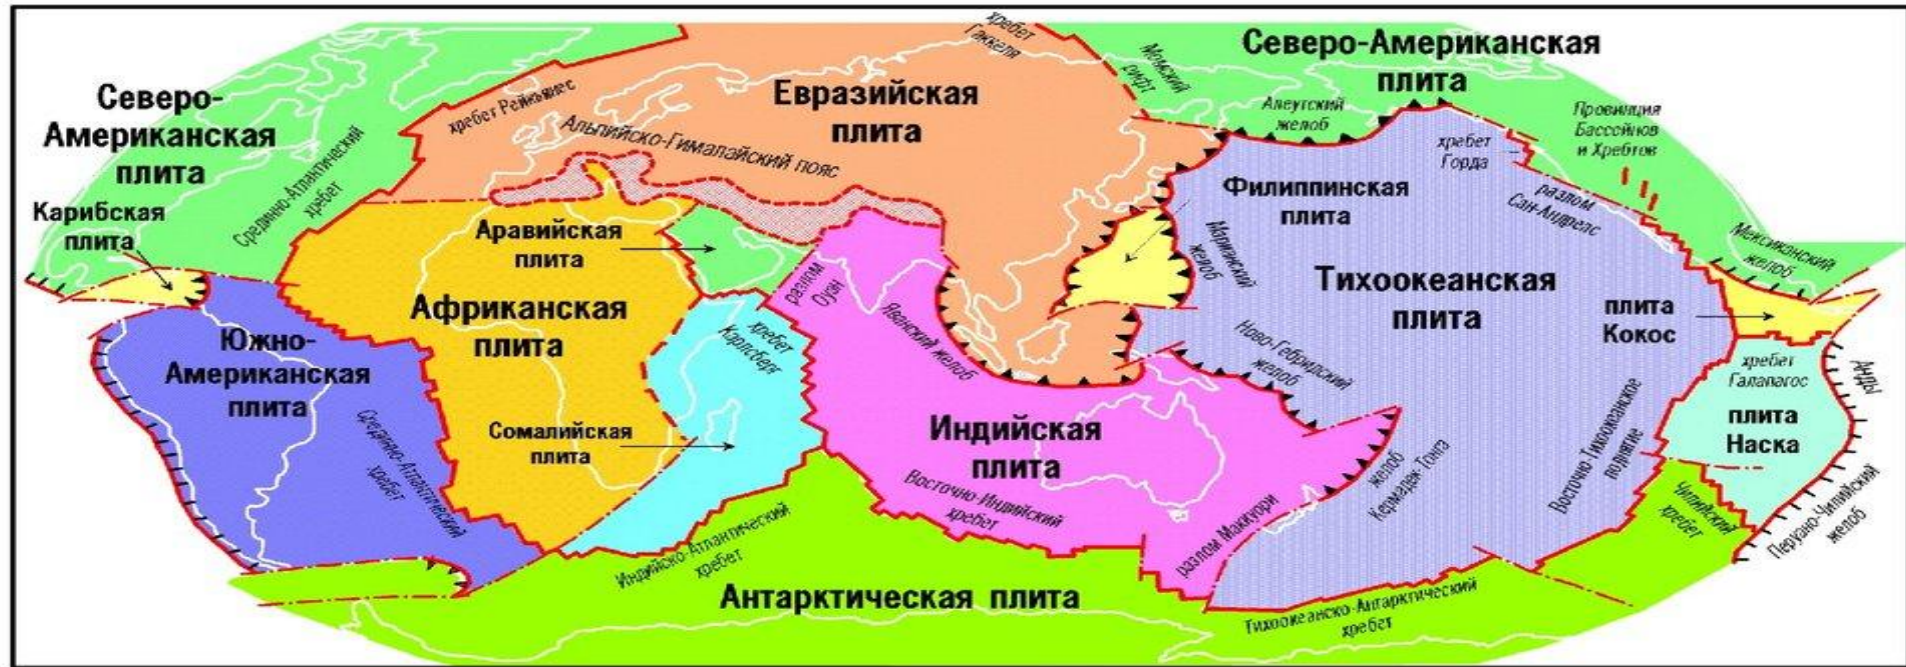 Северо-
Американская
плита
Карибская
плита
Срединно-Атлантический
хребет
хребет Рейкьянес
Альпийско-Гималайский пояс
Евразийская
плита
хребет
Гаккеля
Момский
рифт
Северо-Американская
плита
Алеутский
желоб
Провинция
Бассейнов
и Хребтов
хребет
Горда
разлом
Сан-Андреас
Мексиканский
желоб
Филиппинская
плита
Марианский
желоб
Аравийская
плита
разлом
Оуэн
Африканская
плита
Южно-
Американская
плита
Срединно-Атлантический
хребет
Сомалийская
плита
хребет
Карлсберг
Яванский желоб
Индийская
плита
Восточно-Индийский
хребет
Тихоокеанская
плита
Ново-Гебридский
желоб
желоб
Кермадек-Тонга
разлом Маккуори
плита
Кокос
хребет
Галапагос
плита
Наска
Анды
Восточно-Тихоокеанское
поднятие
Чилийский
хребет
Перуано-Чилийский
желоб
Индийско-Атлантический
хребет
Антарктическая плита
Тихоокеанско-Антарктический
хребет